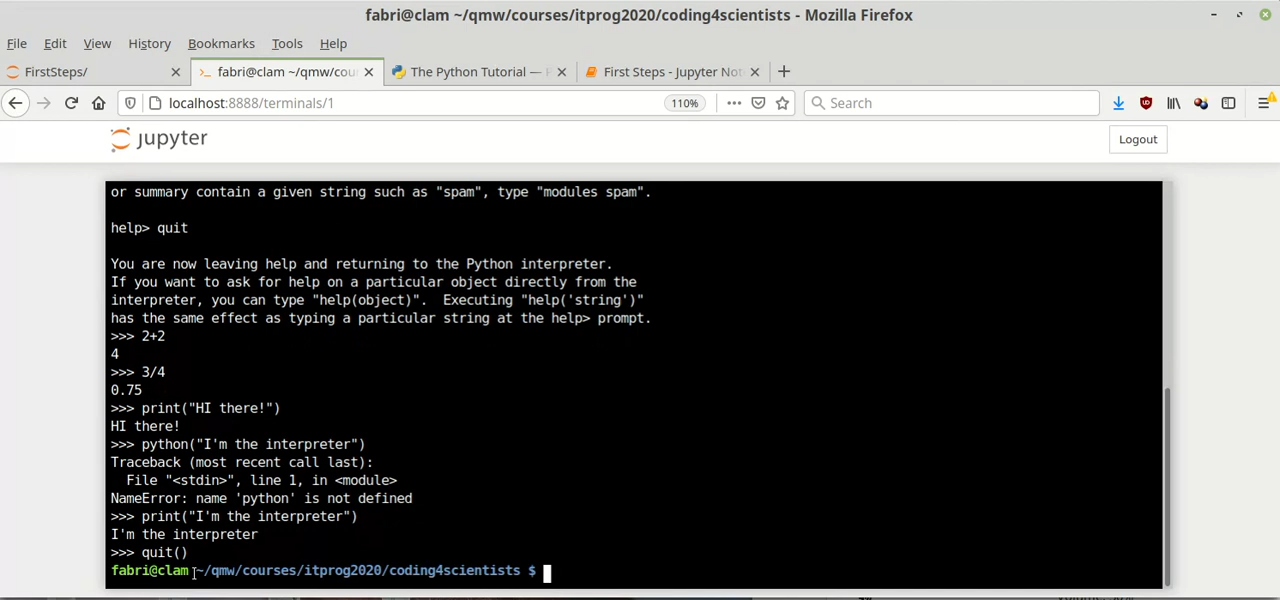 fabri@clam ~/qmw/courses/itprog2020/coding4scientists - Mozilla Firefox
File Edit View History Bookmarks Tools Help
FirstSteps/ fabri@clam ~/qmw/cou The Python Tutorial — First Steps - Jupyter Not
localhost:8888/terminals/1 110% Search
jupyter Logout
or summary contain a given string such as "spam", type "modules spam".
help> quit
You are now leaving help and returning to the Python interpreter.
If you want to ask for help on a particular object directly from the
interpreter, you can type "help(object)".  Executing "help('string')"
has the same effect as typing a particular string at the help> prompt.
>>> 2+2
4
>>> 3/4
0.75
>>> print("HI there!")
HI there!
>>> python("I'm the interpreter")
Traceback (most recent call last):
  File "<stdin>", line 1, in <module>
NameError: name 'python' is not defined
>>> print("I'm the interpreter")
I'm the interpreter
>>> quit()
fabri@clam ~/qmw/courses/itprog2020/coding4scientists $